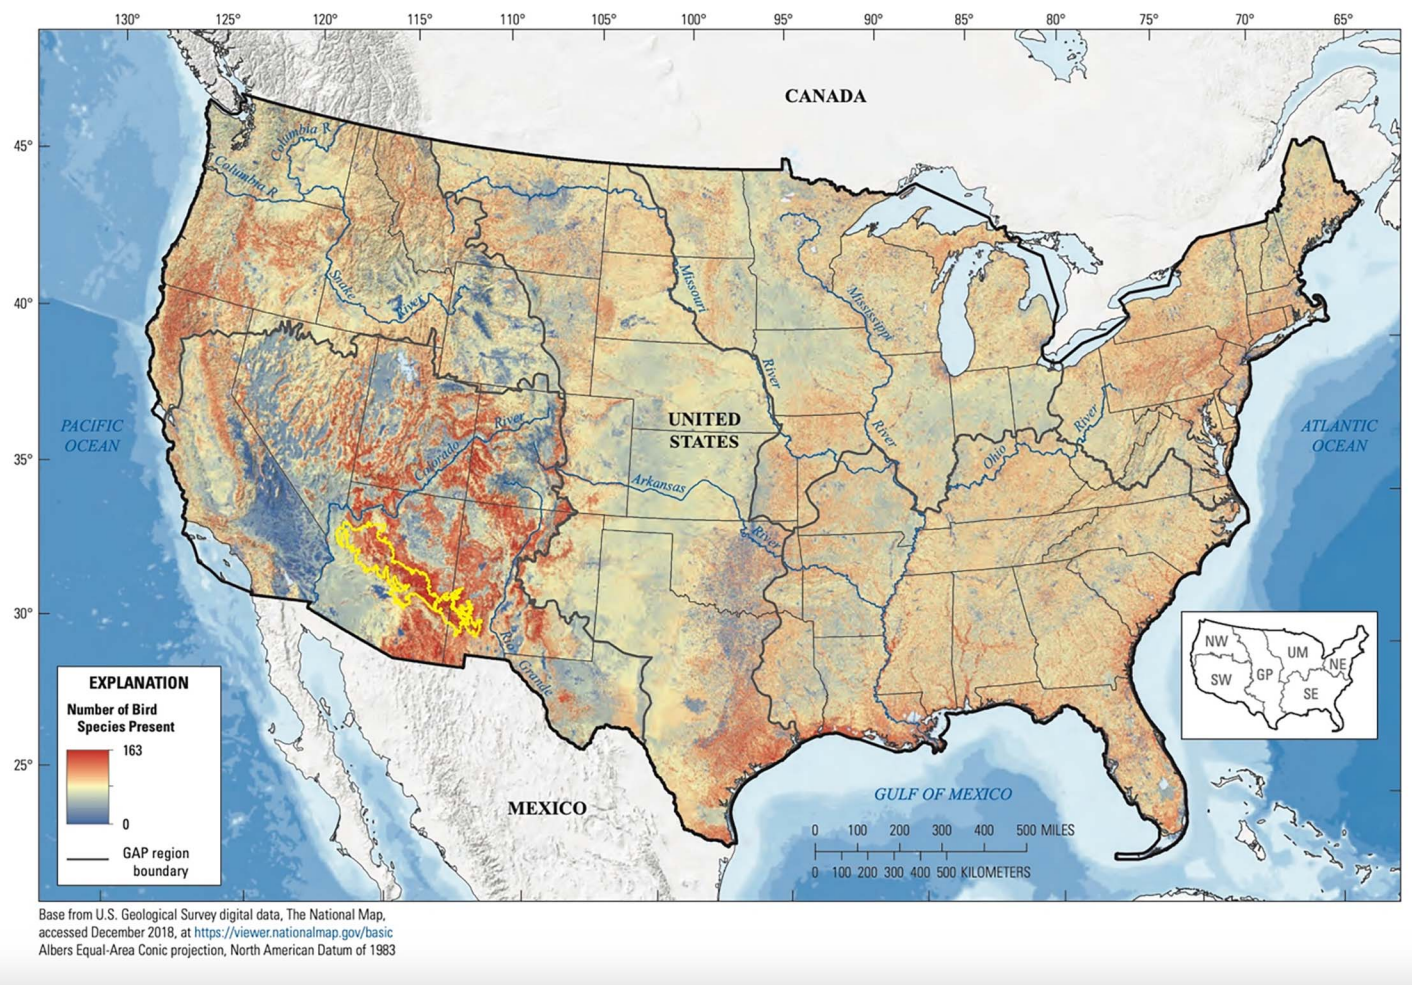 130° 125° 120° 115° 110° 105° 100° 95° 90° 85° 80° 75° 70° 65°
CANADA
45°
Columbia R
Columbia R
40°
Snake
River
Missouri
River
Mississippi
River
PACIFIC
OCEAN
UNITED
STATES
ATLANTIC
OCEAN
Colorado
River
Ohio
River
35°
Arkansas
River
30°
Rio
Grande
NW
UM
NE
SW
GP
SE
25°
MEXICO
GULF OF MEXICO
0 100 200 300 400 500 MILES
0 100 200 300 400 500 KILOMETERS
EXPLANATION
Number of Bird
Species Present
163
0
GAP region
boundary
Base from U.S. Geological Survey digital data, The National Map,
accessed December 2018, at https://viewer.nationalmap.gov/basic
Albers Equal-Area Conic projection, North American Datum of 1983